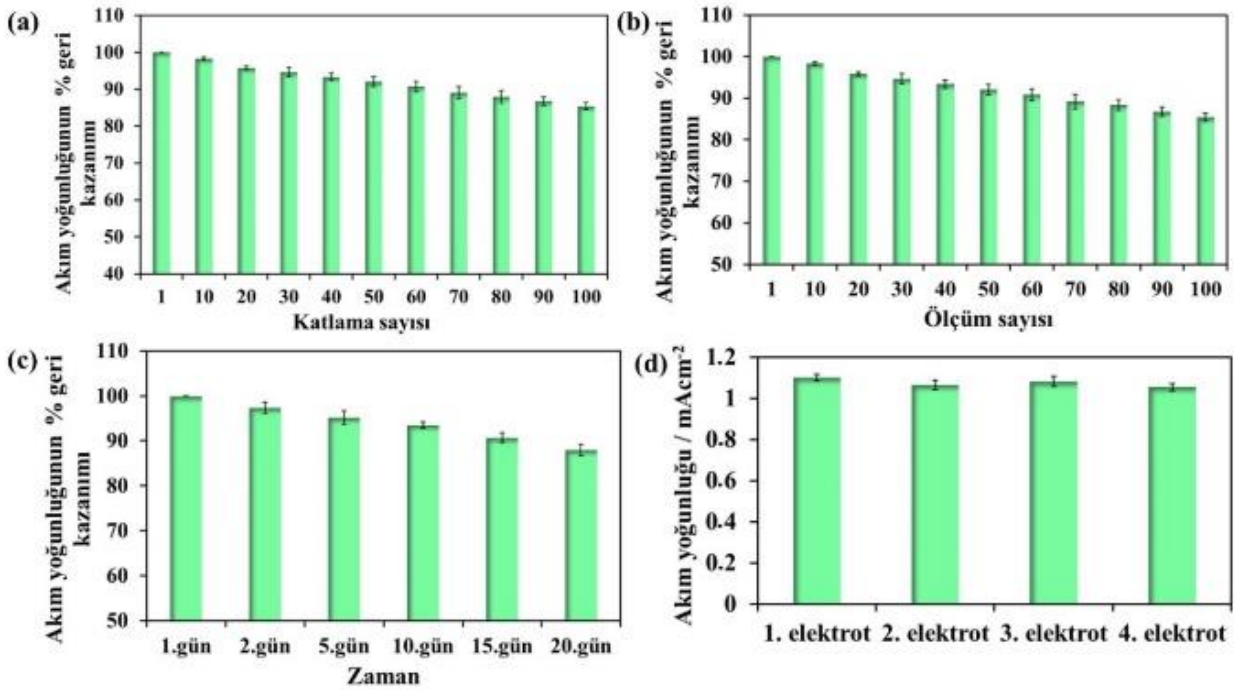 (a)
Akım yoğunluğunun % geri
kazanımı
110
100
90
80
70
60
50
40
1 10 20 30 40 50 60 70 80 90 100
Katlama sayısı
(b)
Akım yoğunluğunun % geri
kazanımı
110
100
90
80
70
60
50
1 10 20 30 40 50 60 70 80 90 100
Ölçüm sayısı
(c)
Akım yoğunluğunun % geri
kazanımı
110
100
90
80
70
60
50
1.gün 2.gün 5.gün 10.gün 15.gün 20.gün
Zaman
(d)
Akım yoğunluğu / mAcm⁻²
1.2
1
0.8
0.6
0.4
0.2
0
1. elektrot 2. elektrot 3. elektrot 4. elektrot